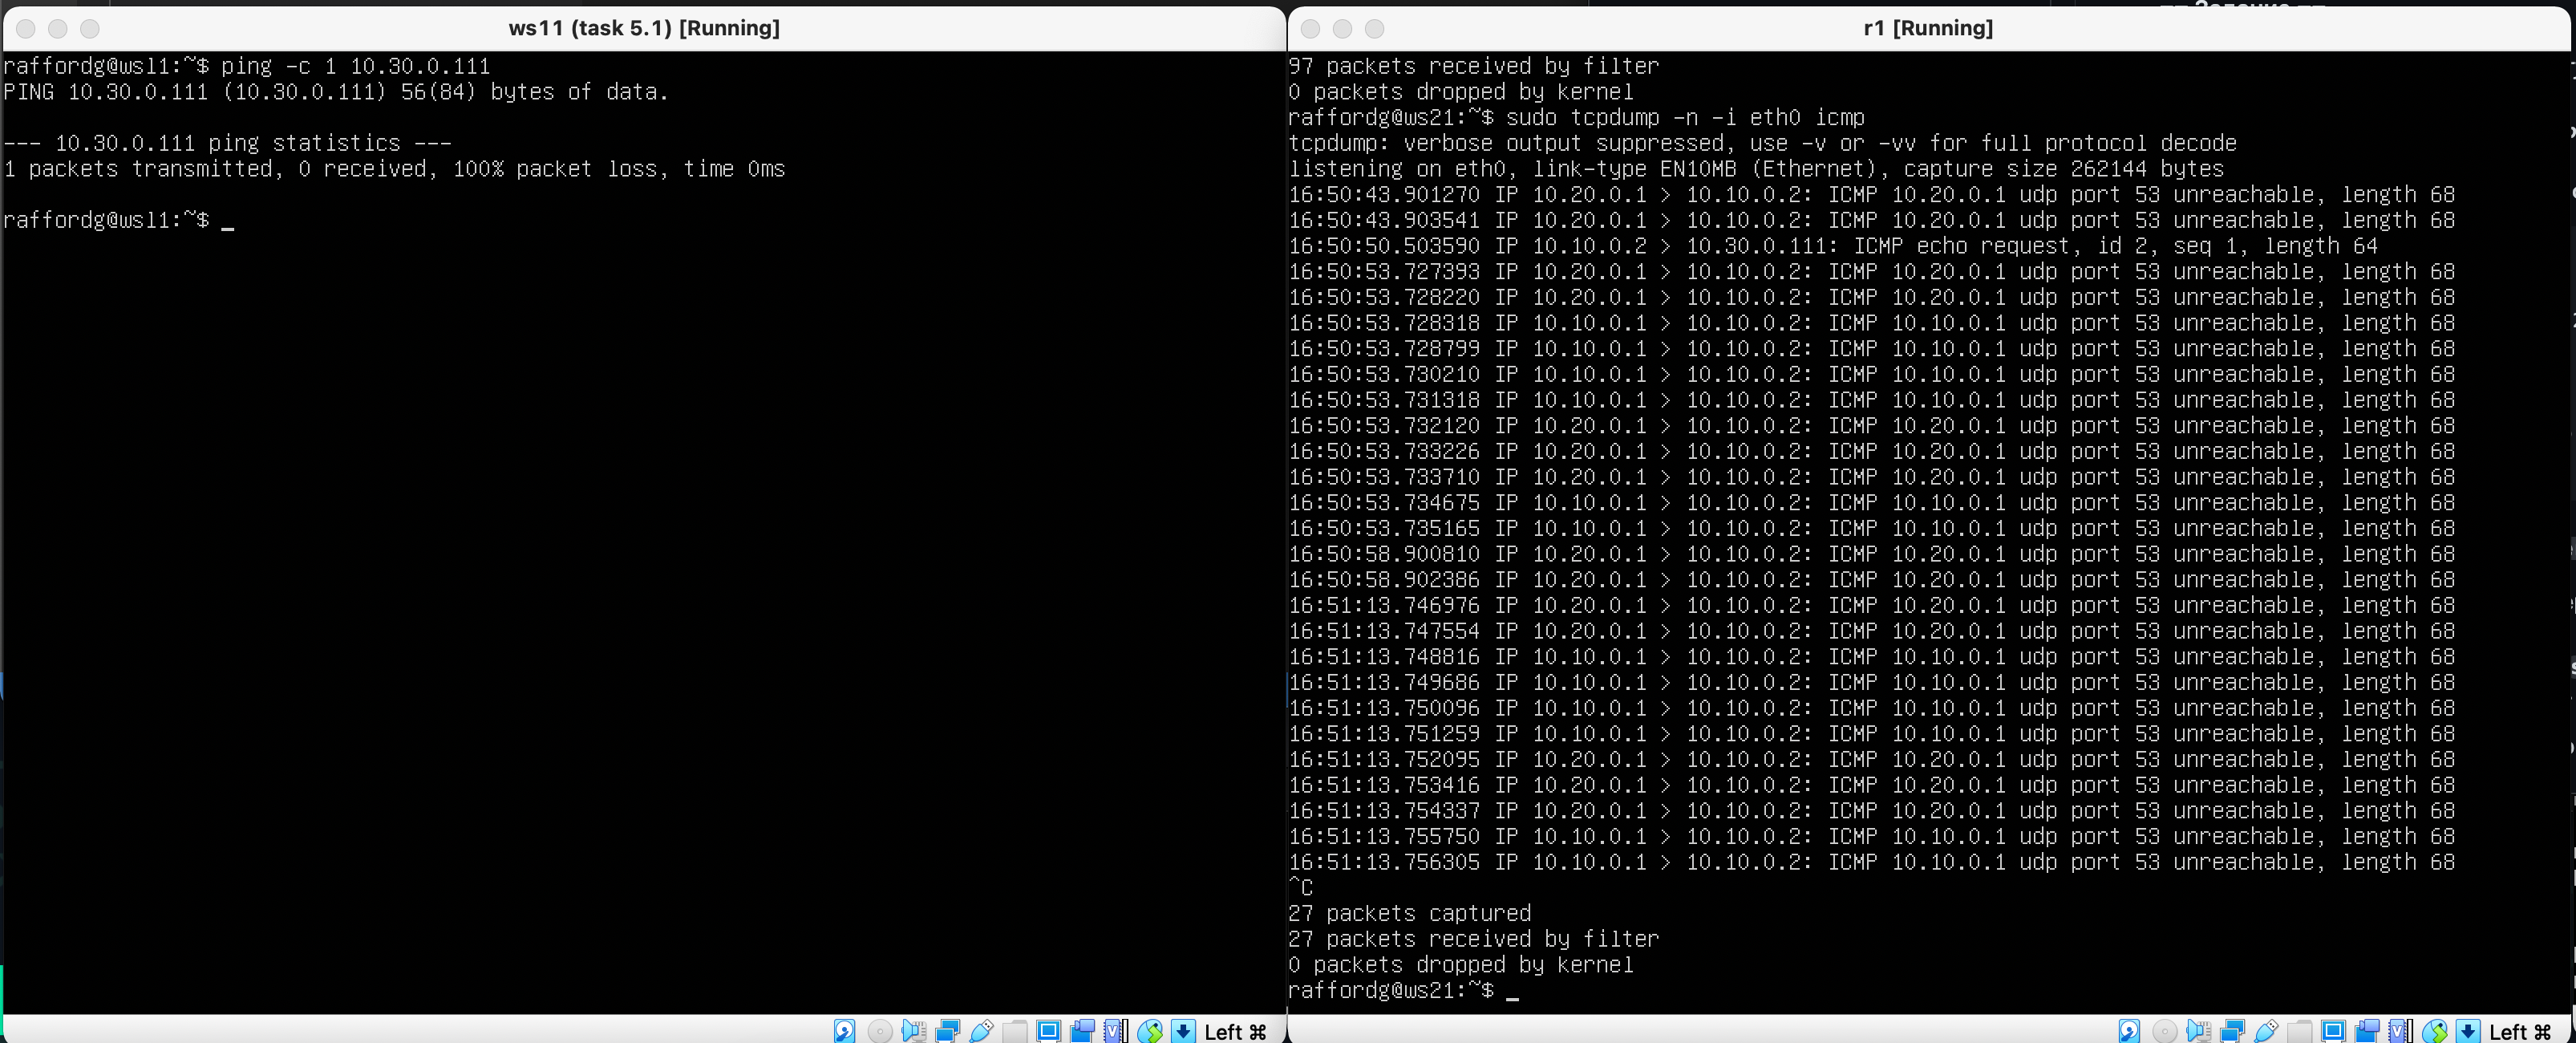 ws11 (task 5.1) [Running]
raffordg@ws11:~$ ping -c 1 10.30.0.111
PING 10.30.0.111 (10.30.0.111) 56(84) bytes of data.
--- 10.30.0.111 ping statistics ---
1 packets transmitted, 0 received, 100% packet loss, time 0ms
raffordg@ws11:~$ _
Left ⌘
r1 [Running]
97 packets received by filter
0 packets dropped by kernel
raffordg@ws21:~$ sudo tcpdump -n -i eth0 icmp
tcpdump: verbose output suppressed, use -v or -vv for full protocol decode
listening on eth0, link-type EN10MB (Ethernet), capture size 262144 bytes
16:50:43.901270 IP 10.20.0.1 > 10.10.0.2: ICMP 10.20.0.1 udp port 53 unreachable, length 68
16:50:43.903541 IP 10.20.0.1 > 10.10.0.2: ICMP 10.20.0.1 udp port 53 unreachable, length 68
16:50:50.503590 IP 10.10.0.2 > 10.30.0.111: ICMP echo request, id 2, seq 1, length 64
16:50:53.727393 IP 10.20.0.1 > 10.10.0.2: ICMP 10.20.0.1 udp port 53 unreachable, length 68
16:50:53.728220 IP 10.20.0.1 > 10.10.0.2: ICMP 10.20.0.1 udp port 53 unreachable, length 68
16:50:53.728318 IP 10.10.0.1 > 10.10.0.2: ICMP 10.10.0.1 udp port 53 unreachable, length 68
16:50:53.728799 IP 10.10.0.1 > 10.10.0.2: ICMP 10.10.0.1 udp port 53 unreachable, length 68
16:50:53.730210 IP 10.10.0.1 > 10.10.0.2: ICMP 10.10.0.1 udp port 53 unreachable, length 68
16:50:53.731318 IP 10.10.0.1 > 10.10.0.2: ICMP 10.10.0.1 udp port 53 unreachable, length 68
16:50:53.732120 IP 10.20.0.1 > 10.10.0.2: ICMP 10.20.0.1 udp port 53 unreachable, length 68
16:50:53.733226 IP 10.20.0.1 > 10.10.0.2: ICMP 10.20.0.1 udp port 53 unreachable, length 68
16:50:53.733710 IP 10.20.0.1 > 10.10.0.2: ICMP 10.20.0.1 udp port 53 unreachable, length 68
16:50:53.734675 IP 10.10.0.1 > 10.10.0.2: ICMP 10.10.0.1 udp port 53 unreachable, length 68
16:50:53.735165 IP 10.10.0.1 > 10.10.0.2: ICMP 10.10.0.1 udp port 53 unreachable, length 68
16:50:58.900810 IP 10.20.0.1 > 10.10.0.2: ICMP 10.20.0.1 udp port 53 unreachable, length 68
16:50:58.902386 IP 10.20.0.1 > 10.10.0.2: ICMP 10.20.0.1 udp port 53 unreachable, length 68
16:51:13.746976 IP 10.20.0.1 > 10.10.0.2: ICMP 10.20.0.1 udp port 53 unreachable, length 68
16:51:13.747554 IP 10.20.0.1 > 10.10.0.2: ICMP 10.20.0.1 udp port 53 unreachable, length 68
16:51:13.748816 IP 10.10.0.1 > 10.10.0.2: ICMP 10.10.0.1 udp port 53 unreachable, length 68
16:51:13.749686 IP 10.10.0.1 > 10.10.0.2: ICMP 10.10.0.1 udp port 53 unreachable, length 68
16:51:13.750096 IP 10.10.0.1 > 10.10.0.2: ICMP 10.10.0.1 udp port 53 unreachable, length 68
16:51:13.751259 IP 10.10.0.1 > 10.10.0.2: ICMP 10.10.0.1 udp port 53 unreachable, length 68
16:51:13.752095 IP 10.20.0.1 > 10.10.0.2: ICMP 10.20.0.1 udp port 53 unreachable, length 68
16:51:13.753416 IP 10.20.0.1 > 10.10.0.2: ICMP 10.20.0.1 udp port 53 unreachable, length 68
16:51:13.754337 IP 10.20.0.1 > 10.10.0.2: ICMP 10.20.0.1 udp port 53 unreachable, length 68
16:51:13.755750 IP 10.10.0.1 > 10.10.0.2: ICMP 10.10.0.1 udp port 53 unreachable, length 68
16:51:13.756305 IP 10.10.0.1 > 10.10.0.2: ICMP 10.10.0.1 udp port 53 unreachable, length 68
^C
27 packets captured
27 packets received by filter
0 packets dropped by kernel
raffordg@ws21:~$ _
Left ⌘